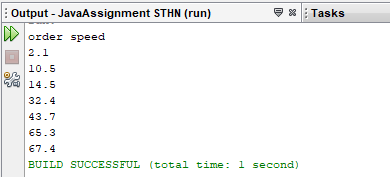 Output - JavaAssignment STHN (run)
Tasks
order speed
2.1
10.5
14.5
32.4
43.7
65.3
67.4
BUILD SUCCESSFUL (total time: 1 second)